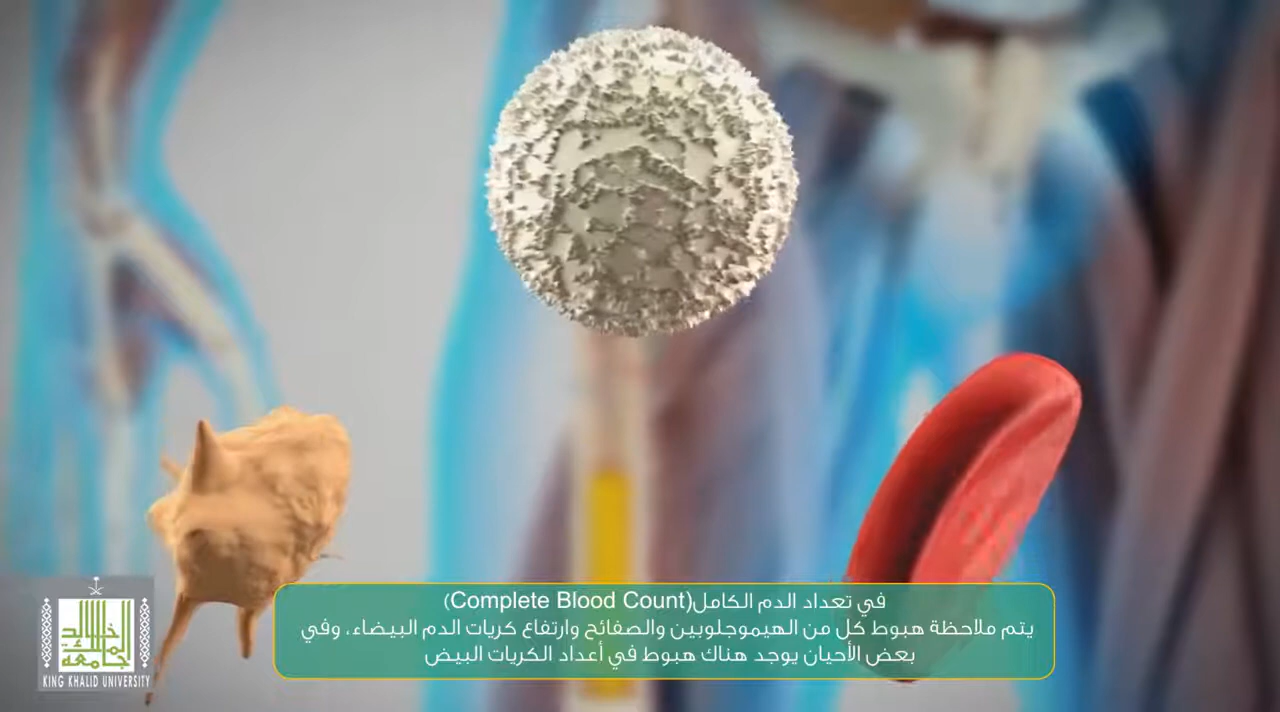 في تعداد الدم الكامل(Complete Blood Count)
يتم ملاحظة هبوط كل من الهيموجلوبين والصفائح وارتفاع كريات الدم البيضاء، وفي
بعض الأحيان يوجد هناك هبوط في أعداد الكريات البيض
جامعة الملك خالد
KING KHALID UNIVERSITY